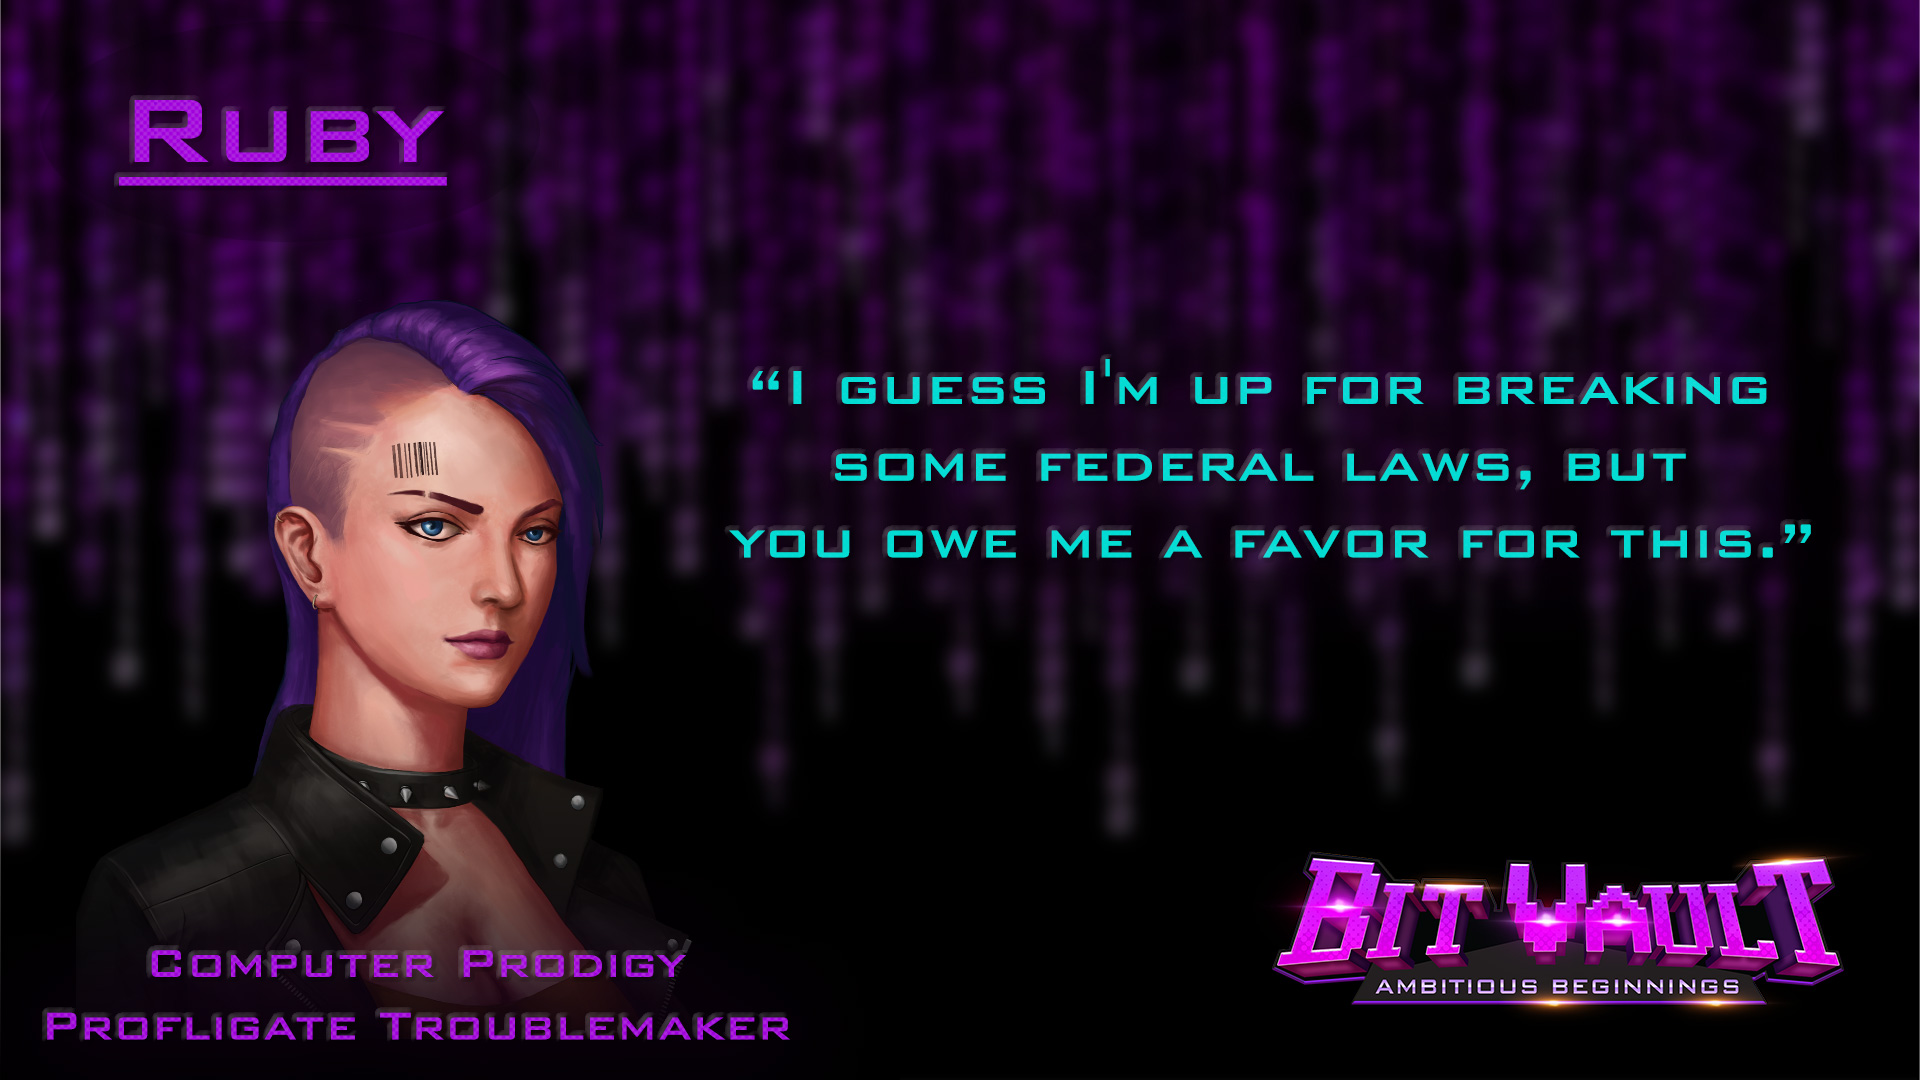 Ruby
“I guess I'm up for breaking
some federal laws, but
you owe me a favor for this.”
Computer Prodigy
Profligate Troublemaker
Bit Vault
Ambitious Beginnings